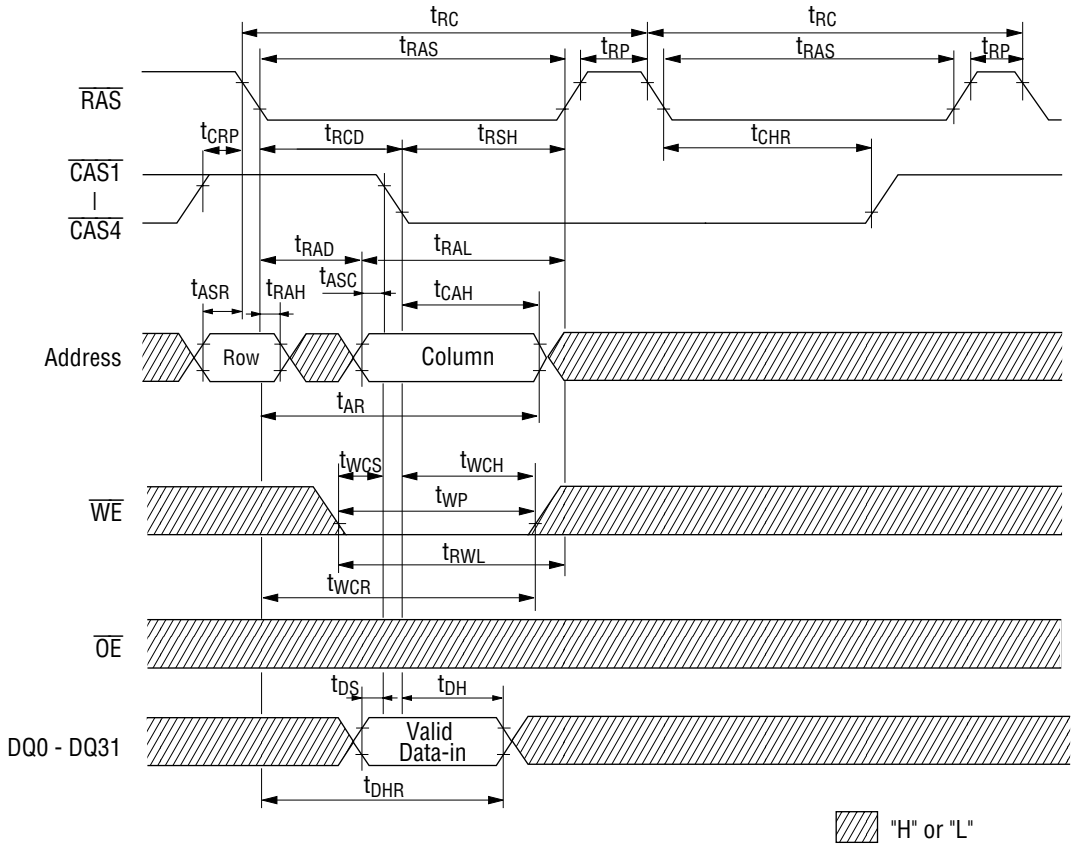 tRC tRC
tRAS tRP tRAS tRP
RAS
tCRP tRCD tRSH tCHR
CAS1
|
CAS4
tRAD tRAL
tASR tRAH tASC tCAH
Address Row Column
tAR
tWCS tWCH
WE tWP
tRWL
tWCR
OE
tDS tDH
DQ0 - DQ31 Valid
Data-in
tDHR
"H" or "L"